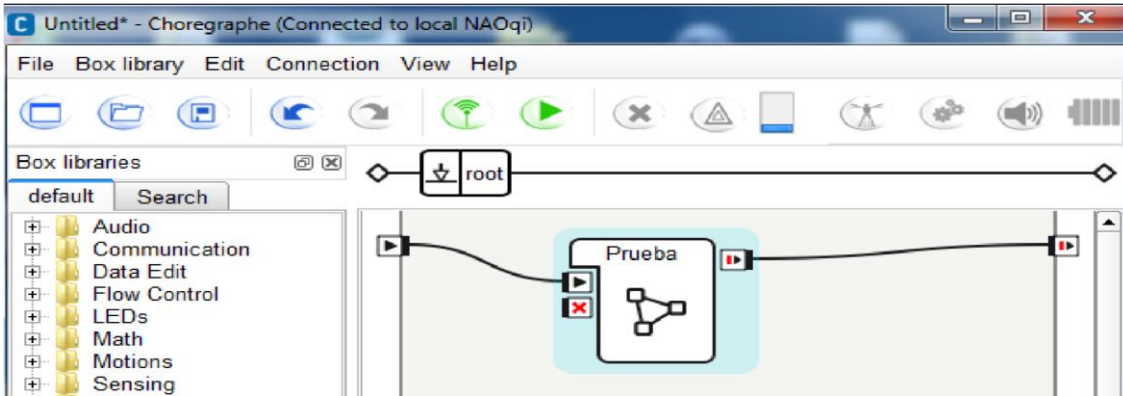 Untitled* - Choregraphe (Connected to local NAOqi)
File Box library Edit Connection View Help
Box libraries
root
default Search
Audio
Communication
Data Edit
Flow Control
LEDs
Math
Motions
Sensing
Prueba